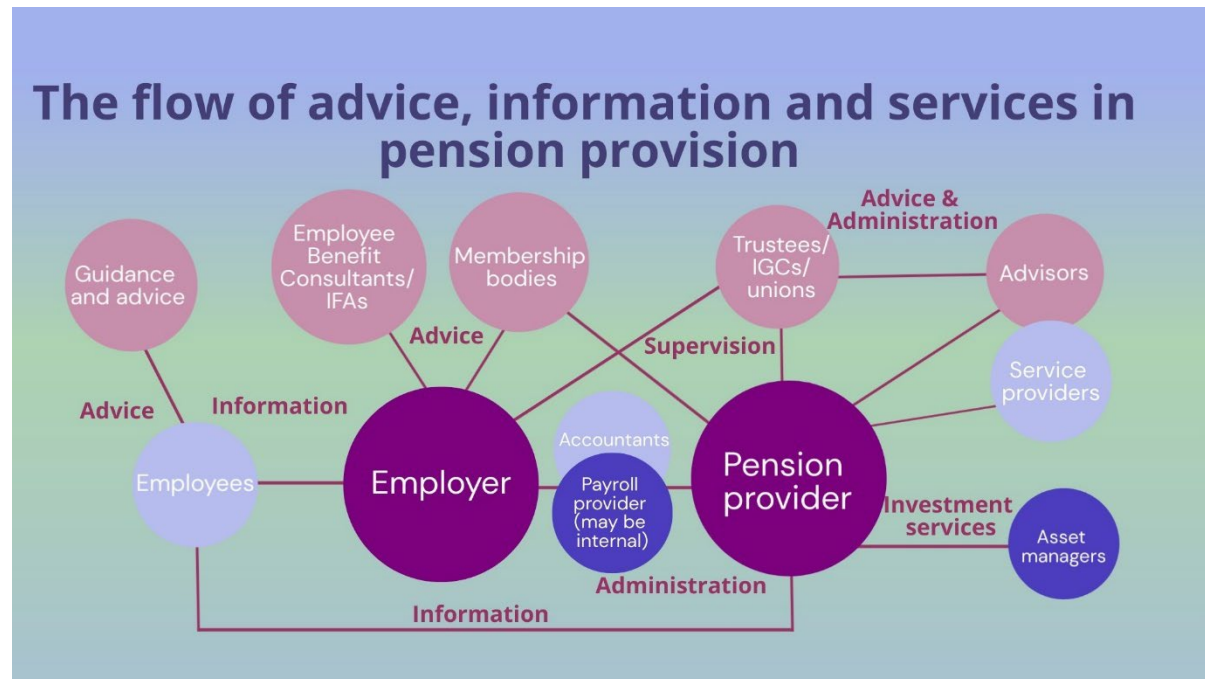 The flow of advice, information and services in
pension provision
Advice &
Administration
Employee
Benefit
Consultants/
IFAs
Membership
bodies
Trustees/
IGCs/
unions
Guidance
and advice
Advisors
Advice
Supervision
Service
providers
Advice
Information
Accountants
Employees
Employer
Payroll
provider
(may be
internal)
Pension
provider
Investment
services
Asset
managers
Administration
Information